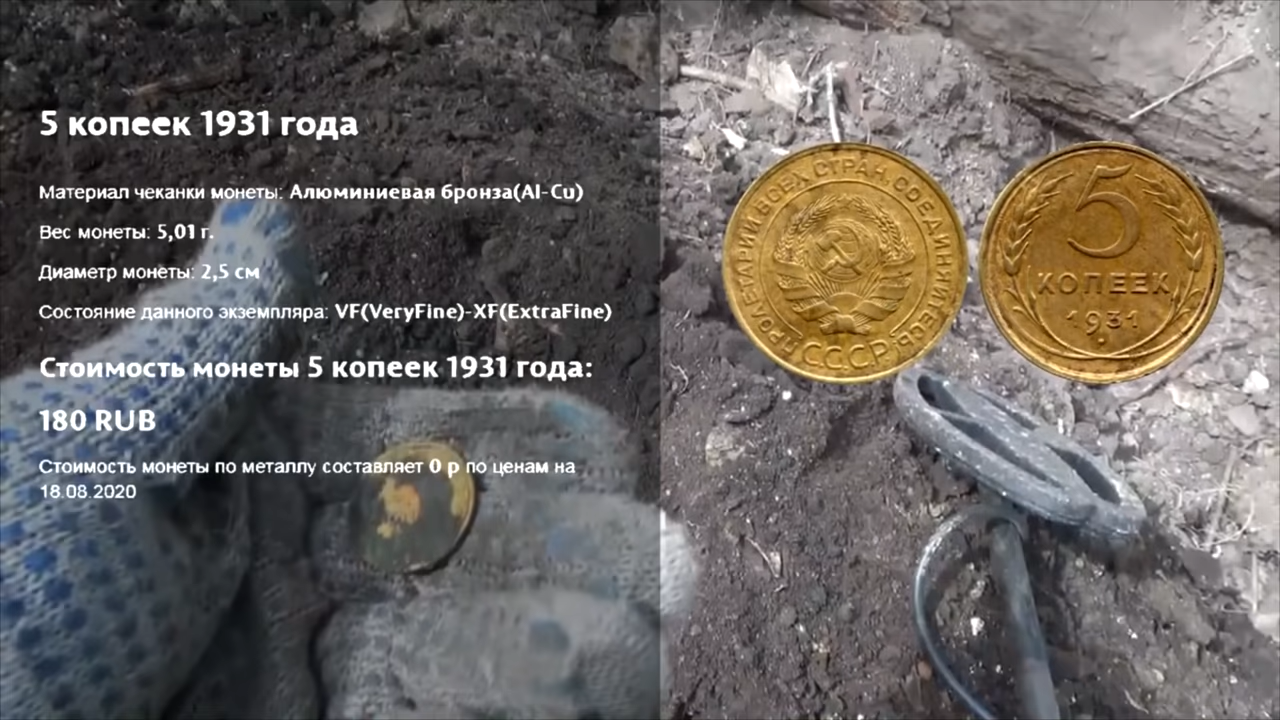 5 копеек 1931 года
Материал чеканки монеты: Алюминиевая бронза(Al-Cu)
Вес монеты: 5,01 г.
Диаметр монеты: 2,5 см
Состояние данного экземпляра: VF(VeryFine)-XF(ExtraFine)
Стоимость монеты 5 копеек 1931 года:
180 RUB
Стоимость монеты по металлу составляет 0 р по ценам на
18.08.2020
ПРОЛЕТАРИИ ВСЕХ СТРАН, СОЕДИНЯЙТЕСЬ!
СССР
5
КОПЕЕК
1931